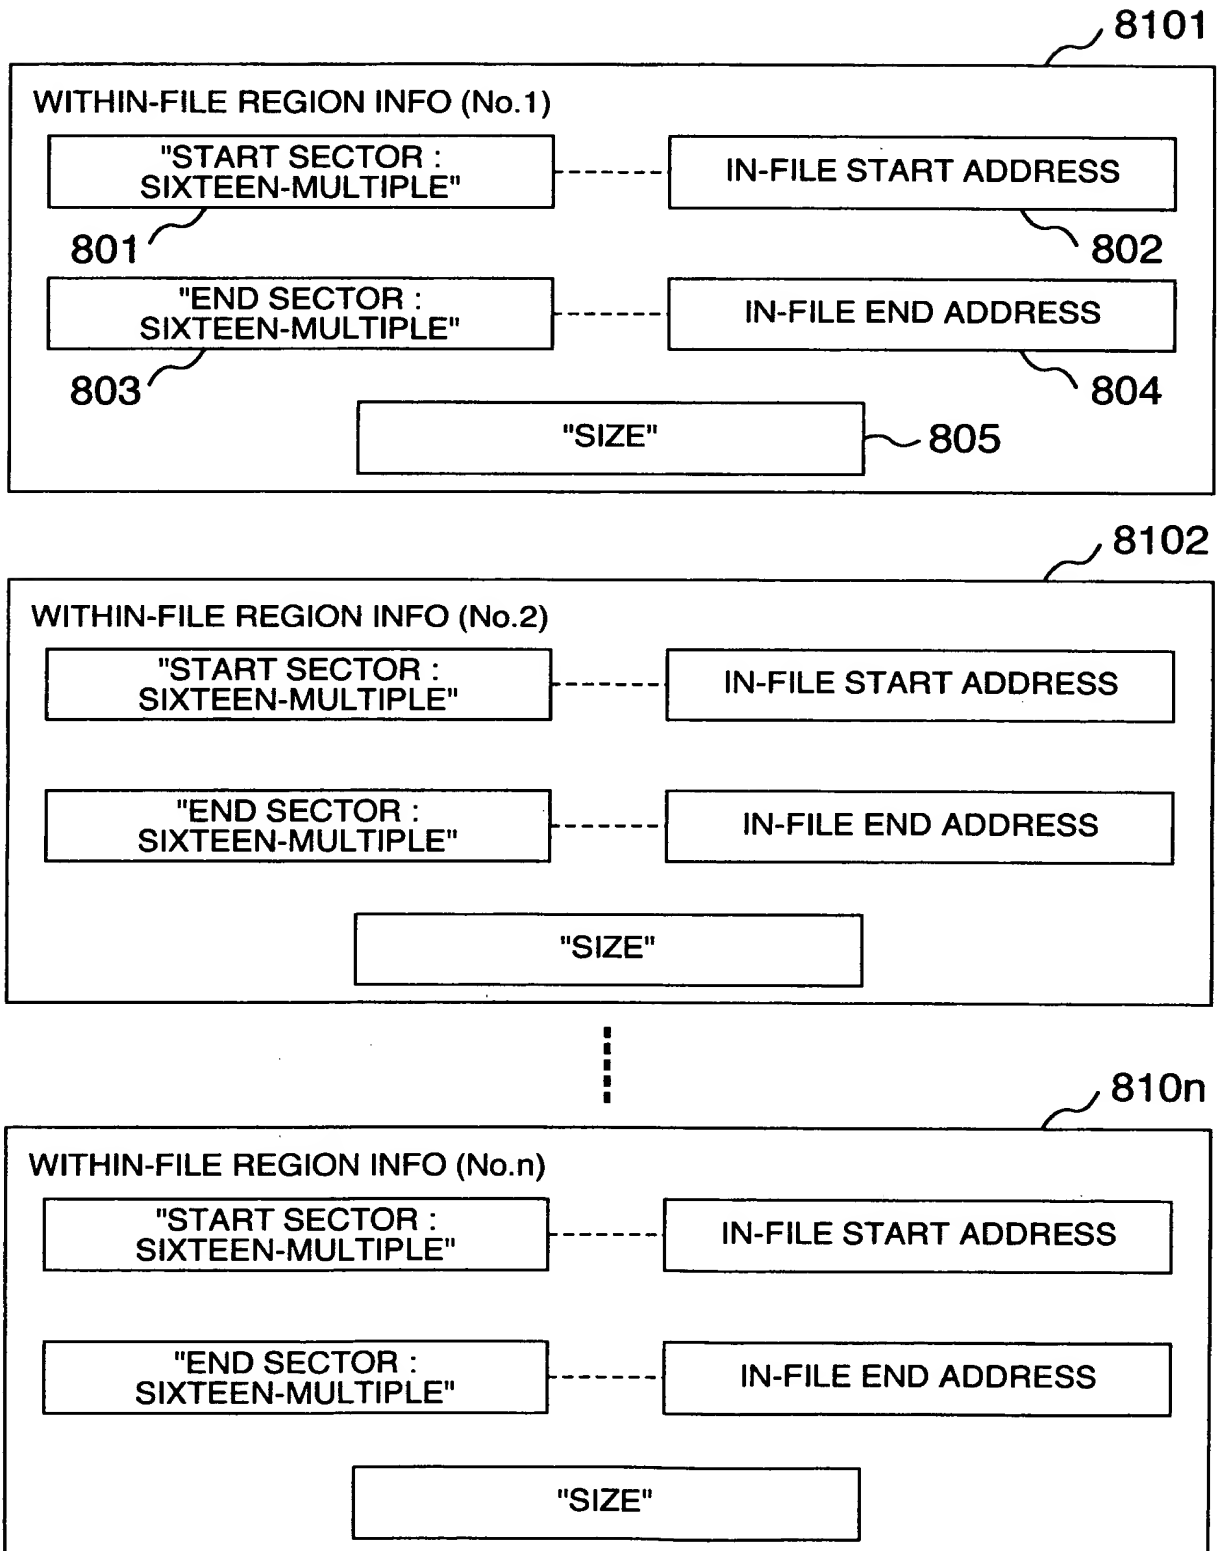 8101
WITHIN-FILE REGION INFO (No.1)
"START SECTOR :
SIXTEEN-MULTIPLE"
IN-FILE START ADDRESS
801
802
"END SECTOR :
SIXTEEN-MULTIPLE"
IN-FILE END ADDRESS
803
804
"SIZE"
805
8102
WITHIN-FILE REGION INFO (No.2)
"START SECTOR :
SIXTEEN-MULTIPLE"
IN-FILE START ADDRESS
"END SECTOR :
SIXTEEN-MULTIPLE"
IN-FILE END ADDRESS
"SIZE"
810n
WITHIN-FILE REGION INFO (No.n)
"START SECTOR :
SIXTEEN-MULTIPLE"
IN-FILE START ADDRESS
"END SECTOR :
SIXTEEN-MULTIPLE"
IN-FILE END ADDRESS
"SIZE"